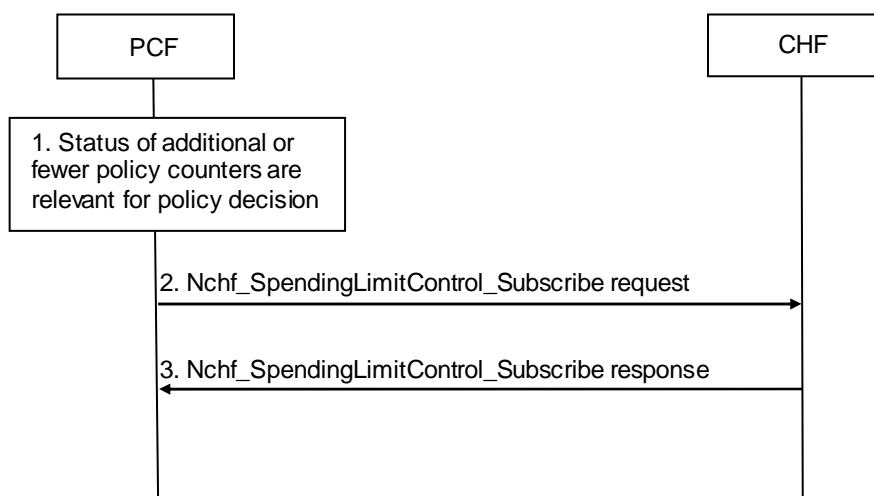 PCF
CHF
1. Status of additional or
fewer policy counters are
relevant for policy decision
2. Nchf_SpendingLimitControl_Subscribe request
3. Nchf_SpendingLimitControl_Subscribe response